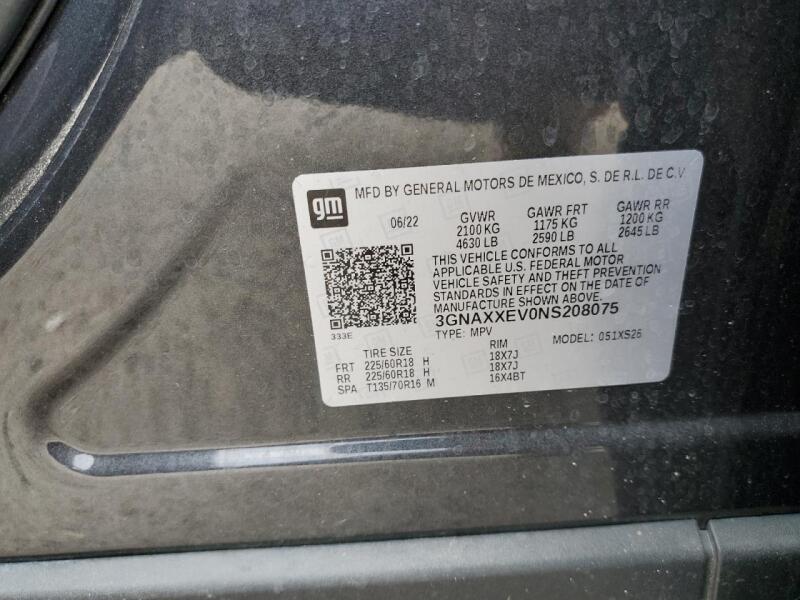 gm
MFD BY GENERAL MOTORS DE MEXICO, S. DE R.L. DE C.V
06/22 GVWR GAWR FRT GAWR RR
2100 KG 1175 KG 1200 KG
4630 LB 2590 LB 2645 LB
THIS VEHICLE CONFORMS TO ALL
APPLICABLE U.S. FEDERAL MOTOR
VEHICLE SAFETY AND THEFT PREVENTION
STANDARDS IN EFFECT ON THE DATE OF
MANUFACTURE SHOWN ABOVE.
3GNAXXEV0NS208075
333E TYPE: MPV MODEL: 051XS26
TIRE SIZE RIM
FRT 225/60R18 H 18X7J
RR 225/60R18 H 18X7J
SPA T135/70R16 M 16X4BT